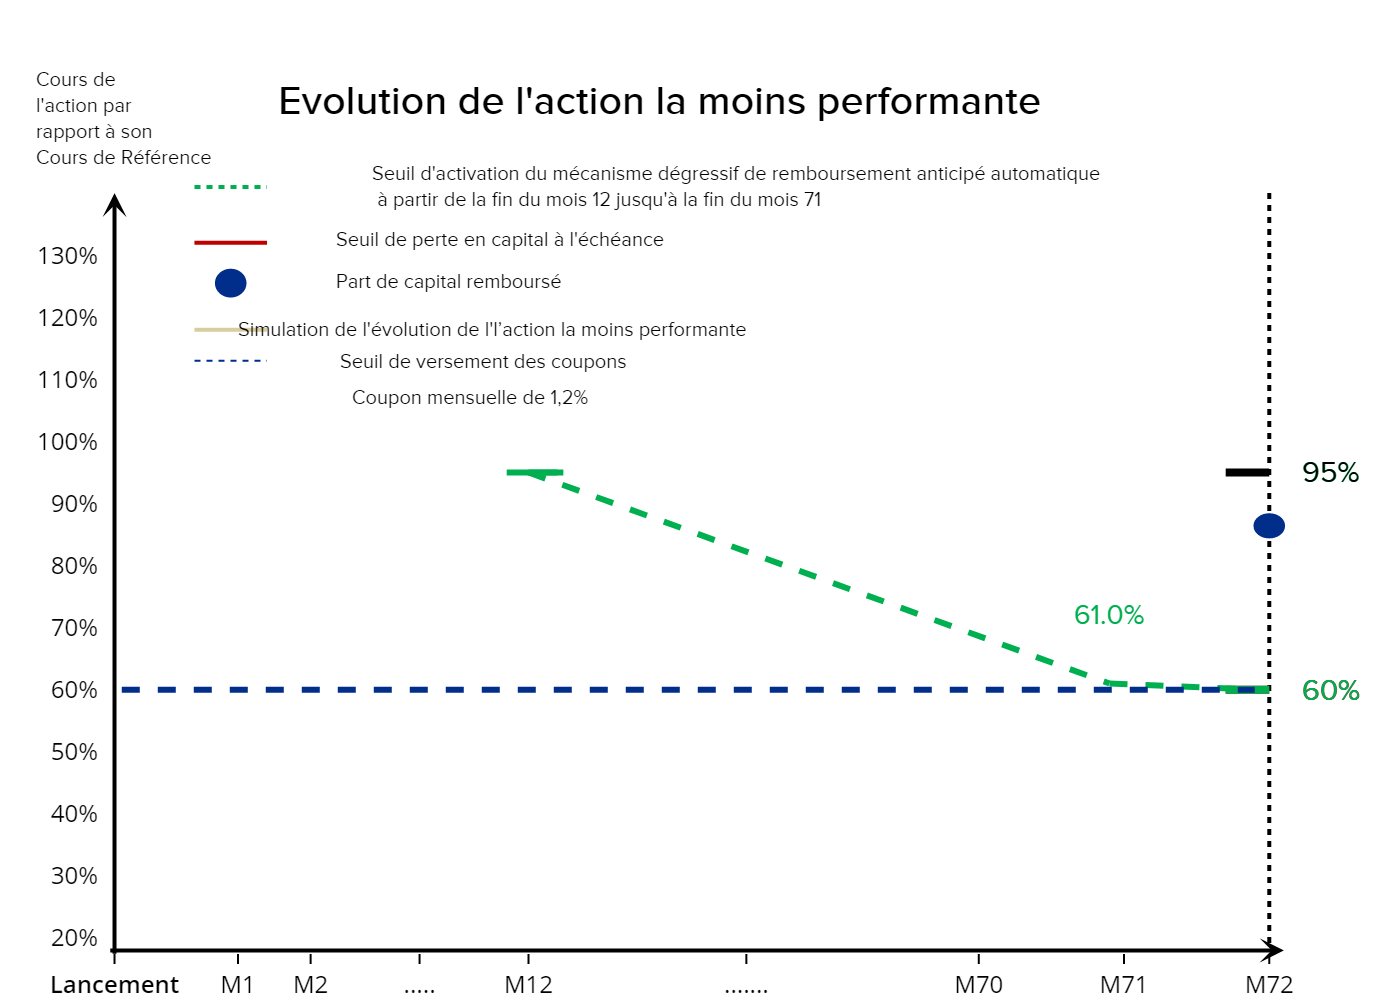 Cours de
l'action par
rapport à son
Cours de Référence
Evolution de l'action la moins performante
Seuil d'activation du mécanisme dégressif de remboursement anticipé automatique
à partir de la fin du mois 12 jusqu'à la fin du mois 71
Seuil de perte en capital à l'échéance
Part de capital remboursé
Simulation de l'évolution de l'l’action la moins performante
Seuil de versement des coupons
Coupon mensuelle de 1,2%
130%
120%
110%
100%
90%
80%
70%
60%
50%
40%
30%
20%
95%
61.0%
60%
Lancement M1 M2 ..... M12 ....... M70 M71 M72